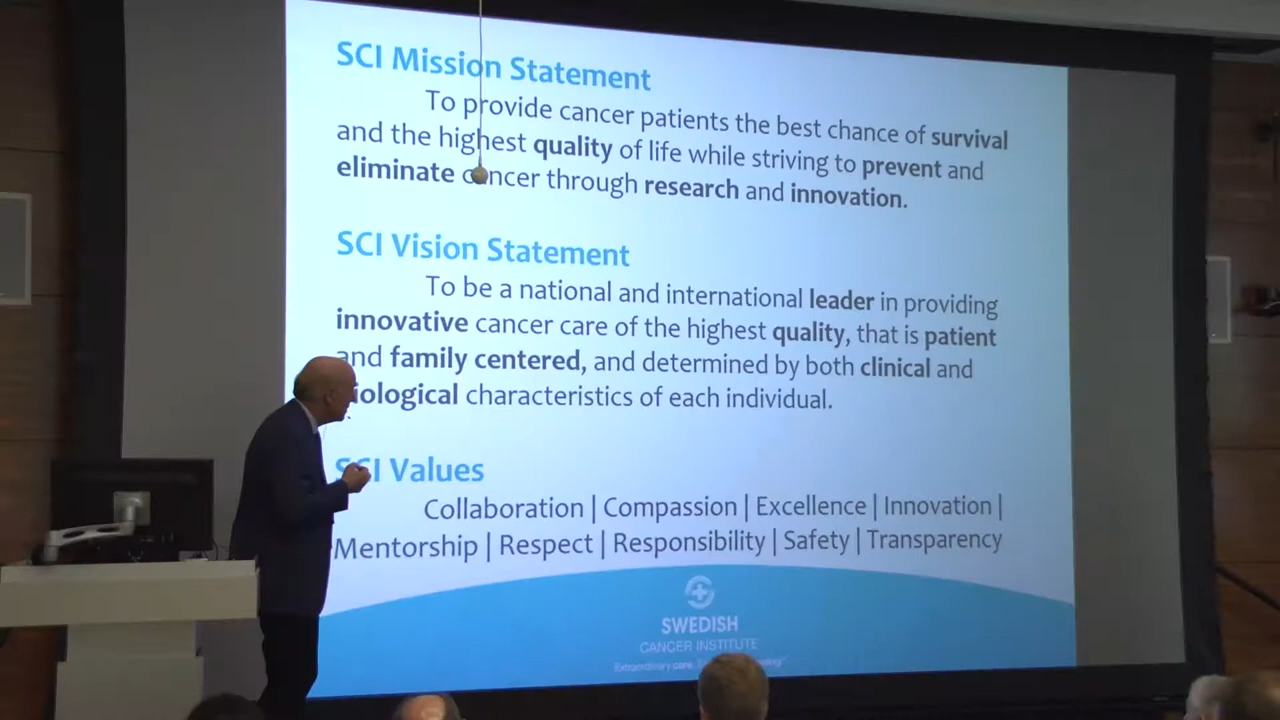 SCI Mission Statement
To provide cancer patients the best chance of survival
and the highest quality of life while striving to prevent and
eliminate cancer through research and innovation.
SCI Vision Statement
To be a national and international leader in providing
innovative cancer care of the highest quality, that is patient
and family centered, and determined by both clinical and
biological characteristics of each individual.
SCI Values
Collaboration | Compassion | Excellence | Innovation |
Mentorship | Respect | Responsibility | Safety | Transparency
SWEDISH
CANCER INSTITUTE
Extraordinary care.